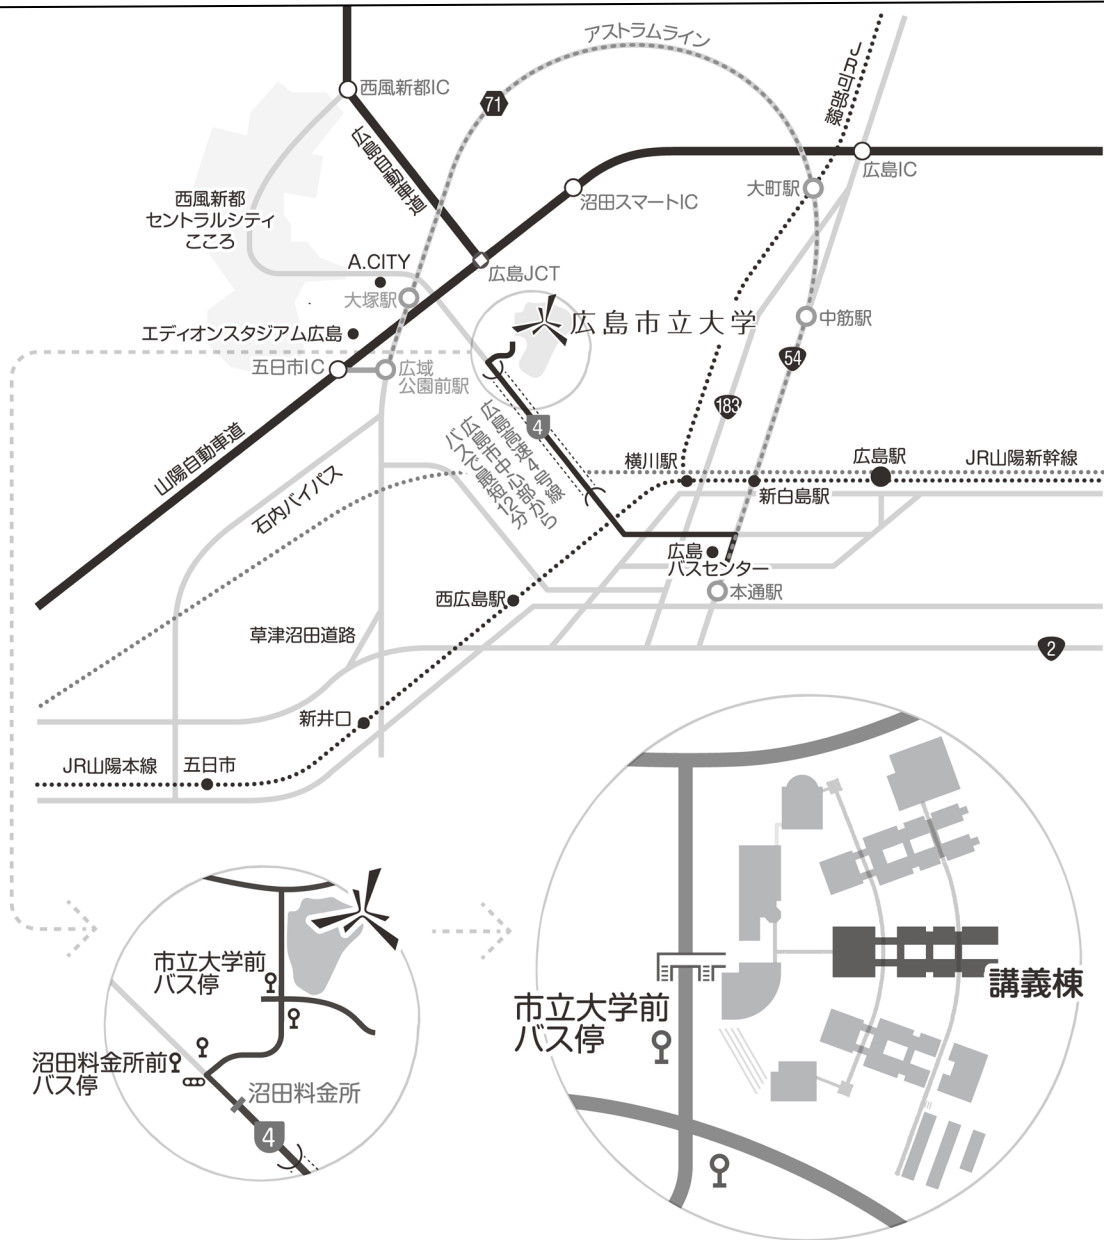 アストラムライン
JR可部線
西風新都IC
71
広島自動車道
広島IC
大町駅
沼田スマートIC
西風新都
セントラルシティ
こころ
A.CITY
広島JCT
大塚駅
広島市立大学
中筋駅
エディオンスタジアム広島
五日市IC
広域
公園前駅
54
183
4
広島高速4号線
広島市中心部から
バスで最短12分
山陽自動車道
石内バイパス
横川駅
広島駅
JR山陽新幹線
新白島駅
広島
バスセンター
本通駅
西広島駅
草津沼田道路
2
新井口
JR山陽本線
五日市
市立大学前
バス停
沼田料金所前
バス停
沼田料金所
4
市立大学前
バス停
講義棟